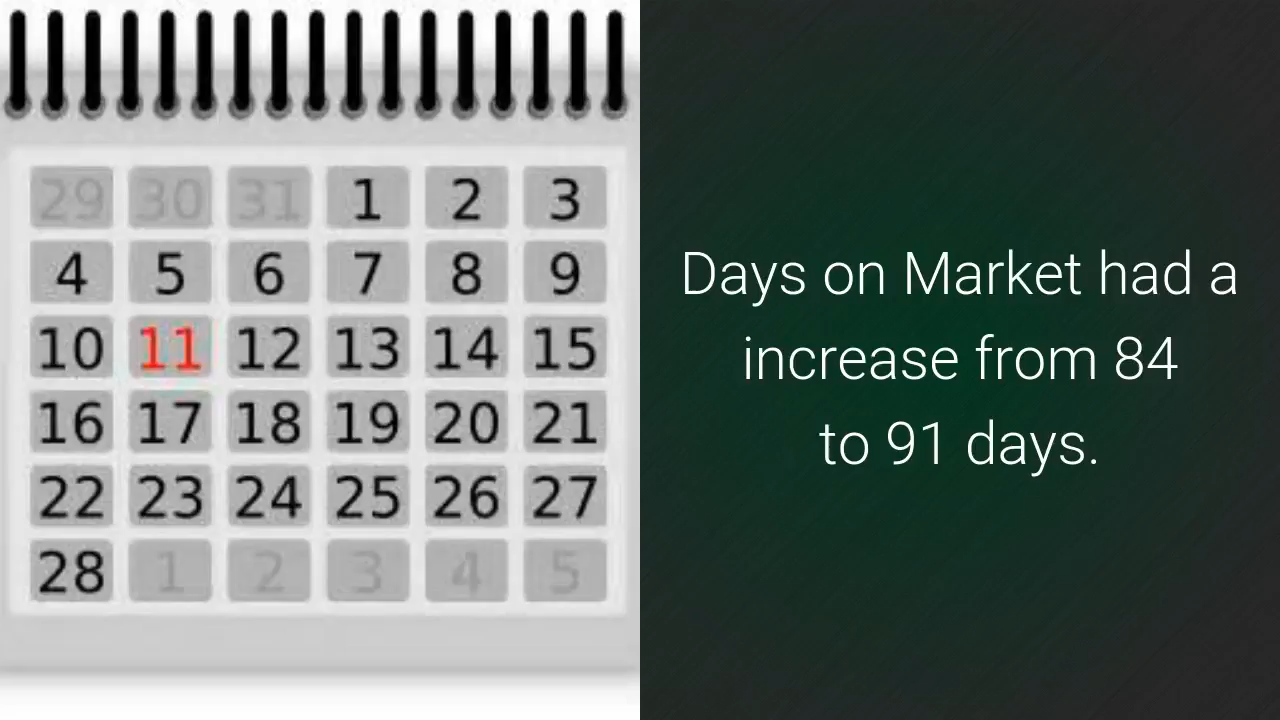 29 30 31 1 2 3
4 5 6 7 8 9
10 11 12 13 14 15
16 17 18 19 20 21
22 23 24 25 26 27
28 1 2 3 4 5
Days on Market had a
increase from 84
to 91 days.